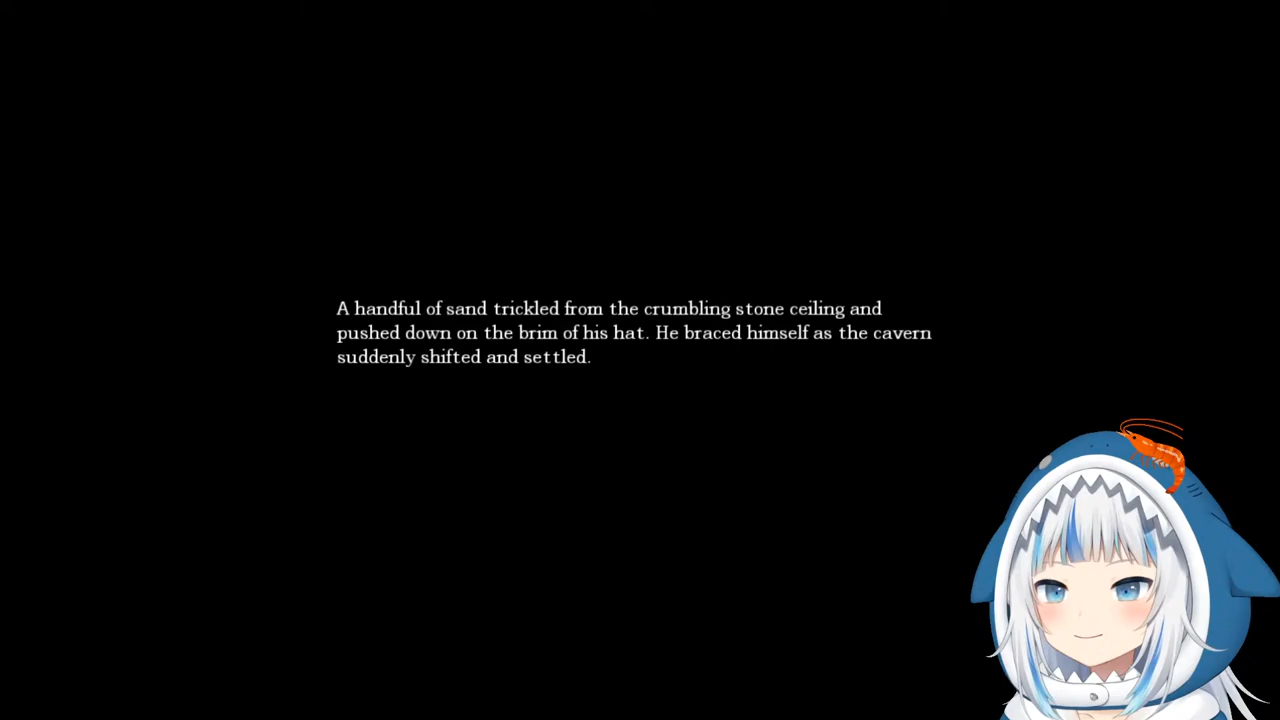 A handful of sand trickled from the crumbling stone ceiling and
pushed down on the brim of his hat. He braced himself as the cavern
suddenly shifted and settled.